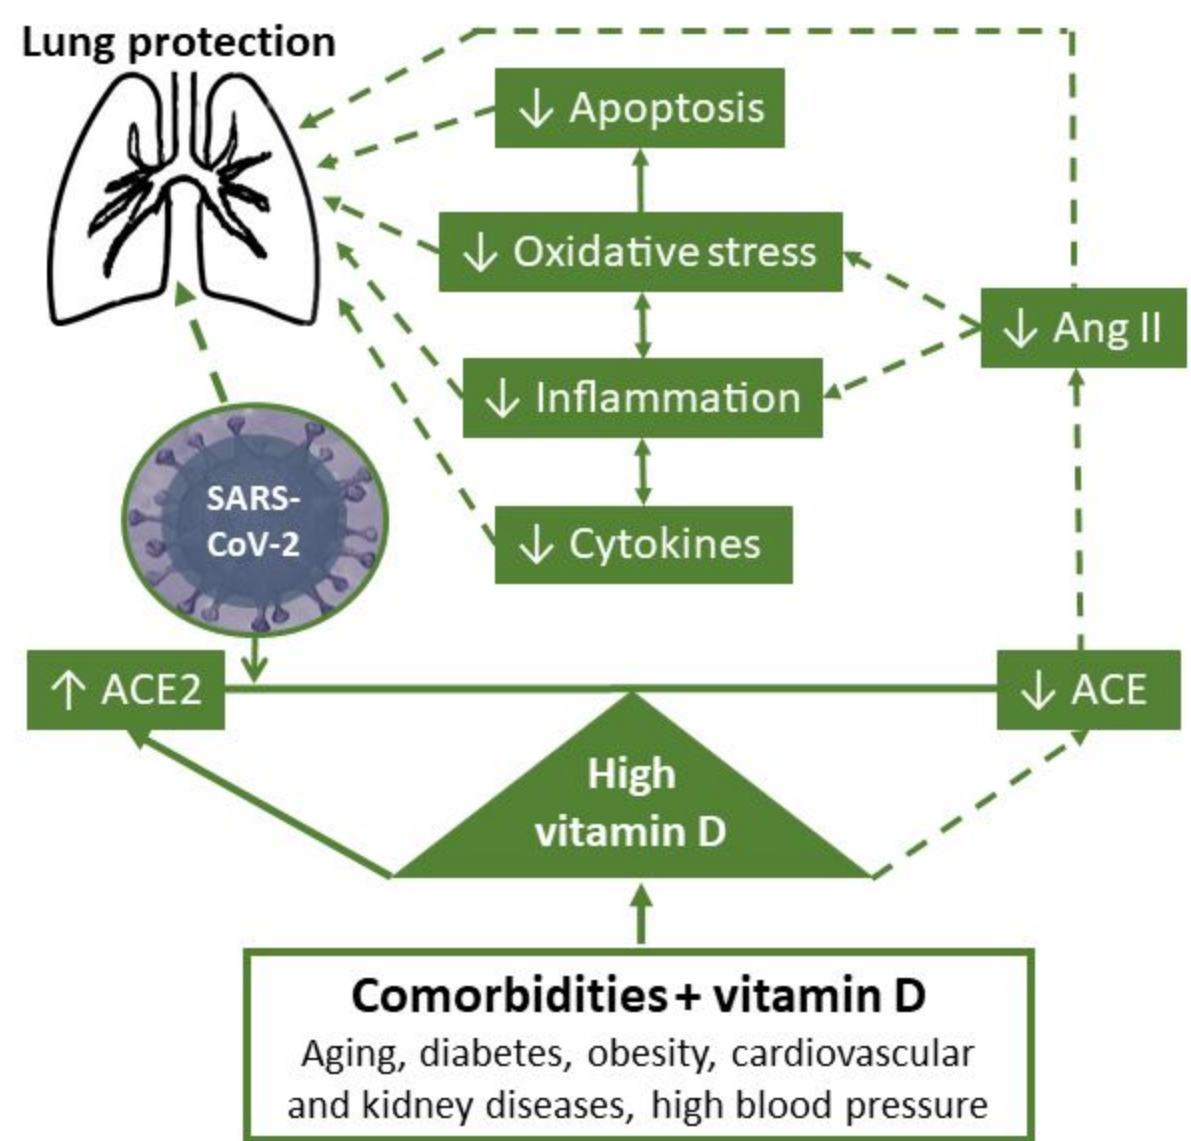 Lung protection
↓ Apoptosis
↓ Oxidative stress
↓ Ang II
↓ Inflammation
SARS-
CoV-2
↓ Cytokines
↑ ACE2
↓ ACE
High
vitamin D
Comorbidities + vitamin D
Aging, diabetes, obesity, cardiovascular
and kidney diseases, high blood pressure